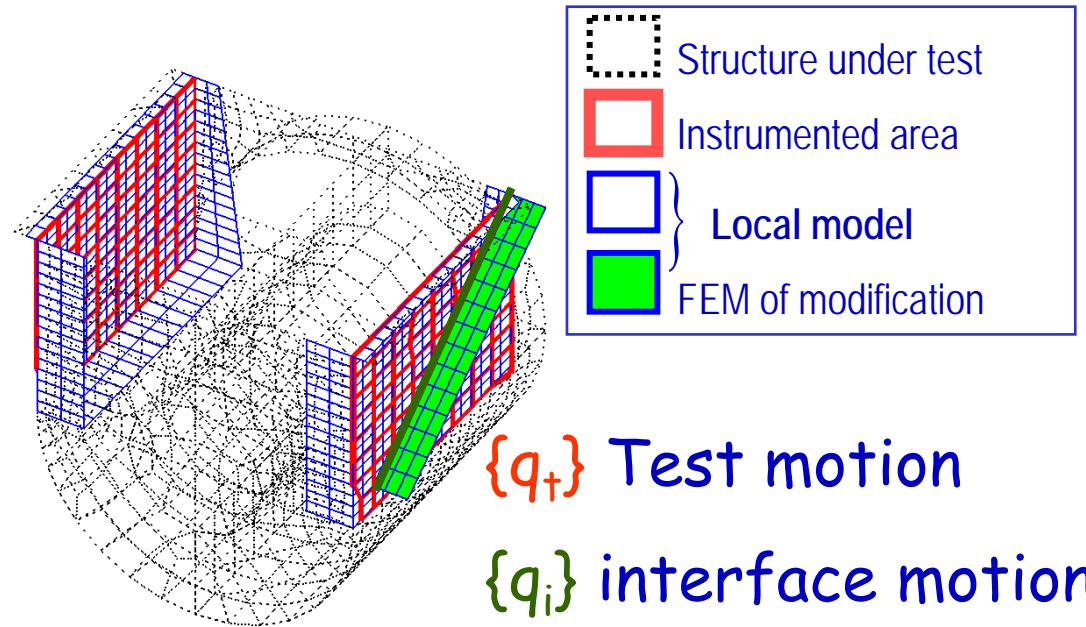 Structure under test
Instrumented area
Local model
FEM of modification
{qt} Test motion
{qi} interface motion